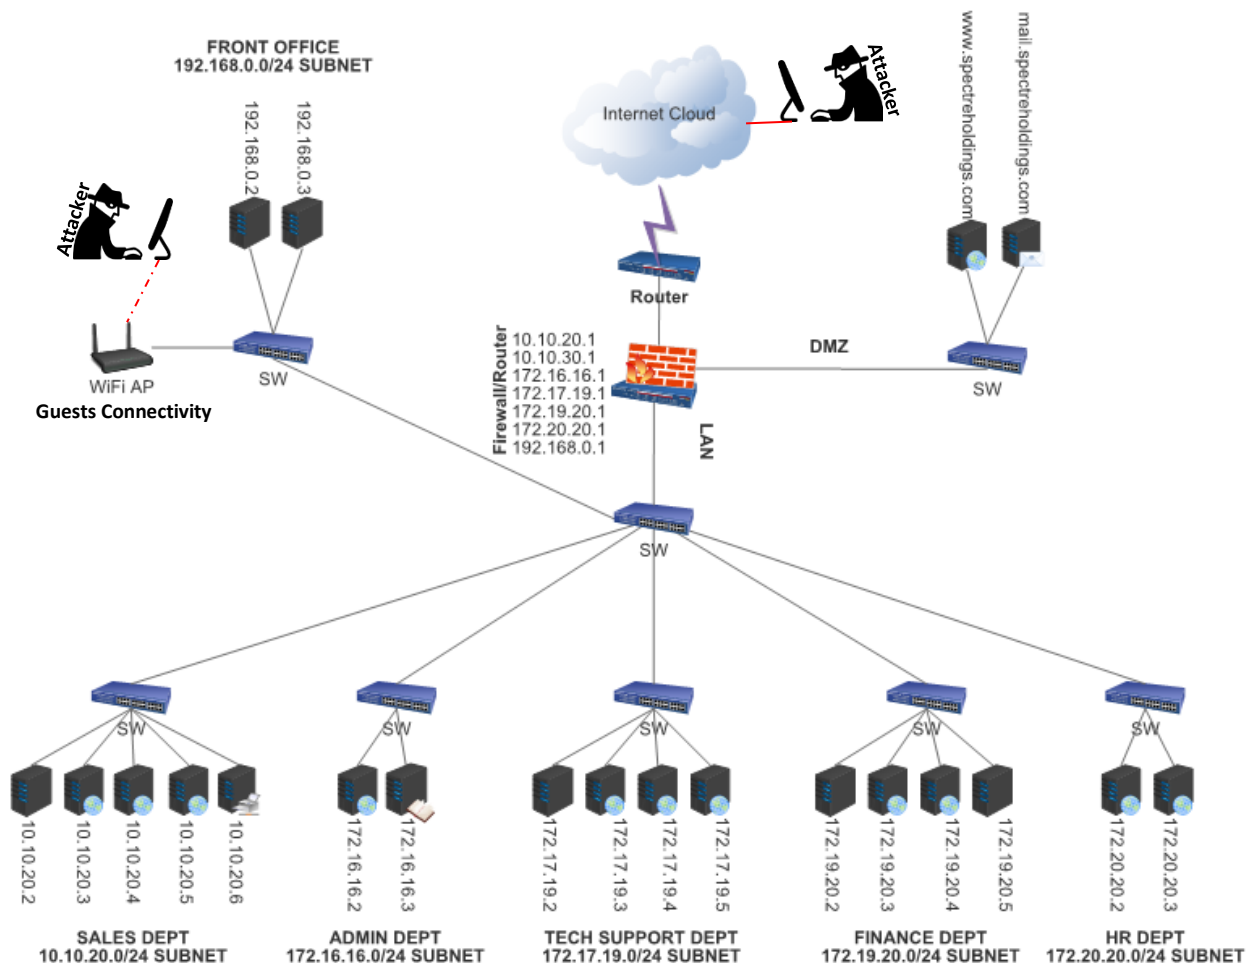 FRONT OFFICE
192.168.0.0/24 SUBNET
192.168.0.2
192.168.0.3
Attacker
WiFi AP
Guests Connectivity
SW
Internet Cloud
Attacker
www.spectreholdings.com
mail.spectreholdings.com
Router
Firewall/Router
10.10.20.1
10.10.30.1
172.16.16.1
172.17.19.1
172.19.20.1
172.20.20.1
192.168.0.1
DMZ
SW
LAN
SW
SW
SW
SW
SW
SW
10.10.20.2
10.10.20.3
10.10.20.4
10.10.20.5
10.10.20.6
172.16.16.2
172.16.16.3
172.17.19.2
172.17.19.3
172.17.19.4
172.17.19.5
172.19.20.2
172.19.20.3
172.19.20.4
172.19.20.5
172.20.20.2
172.20.20.3
SALES DEPT
10.10.20.0/24 SUBNET
ADMIN DEPT
172.16.16.0/24 SUBNET
TECH SUPPORT DEPT
172.17.19.0/24 SUBNET
FINANCE DEPT
172.19.20.0/24 SUBNET
HR DEPT
172.20.20.0/24 SUBNET